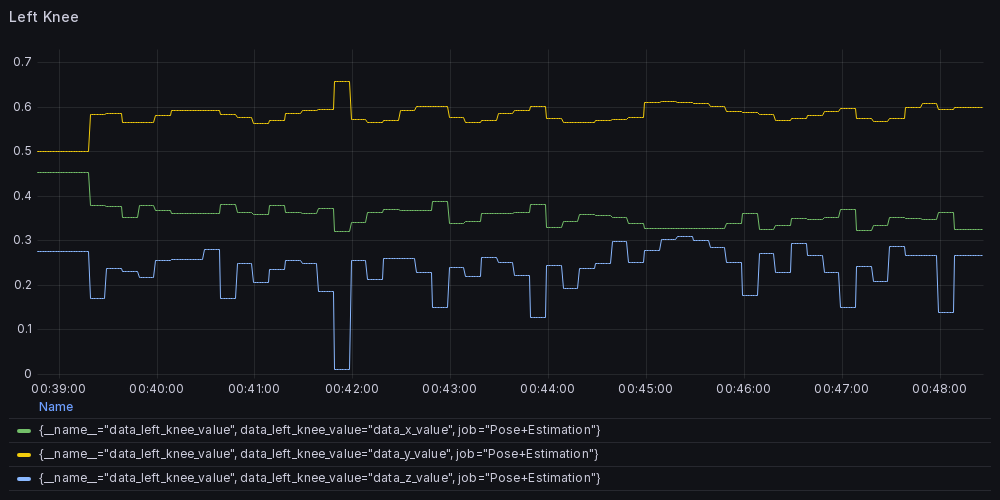 Left Knee
0.7
0.6
0.5
0.4
0.3
0.2
0.1
0
00:39:00 00:40:00 00:41:00 00:42:00 00:43:00 00:44:00 00:45:00 00:46:00 00:47:00 00:48:00
Name
{__name__="data_left_knee_value", data_left_knee_value="data_x_value", job="Pose+Estimation"}
{__name__="data_left_knee_value", data_left_knee_value="data_y_value", job="Pose+Estimation"}
{__name__="data_left_knee_value", data_left_knee_value="data_z_value", job="Pose+Estimation"}